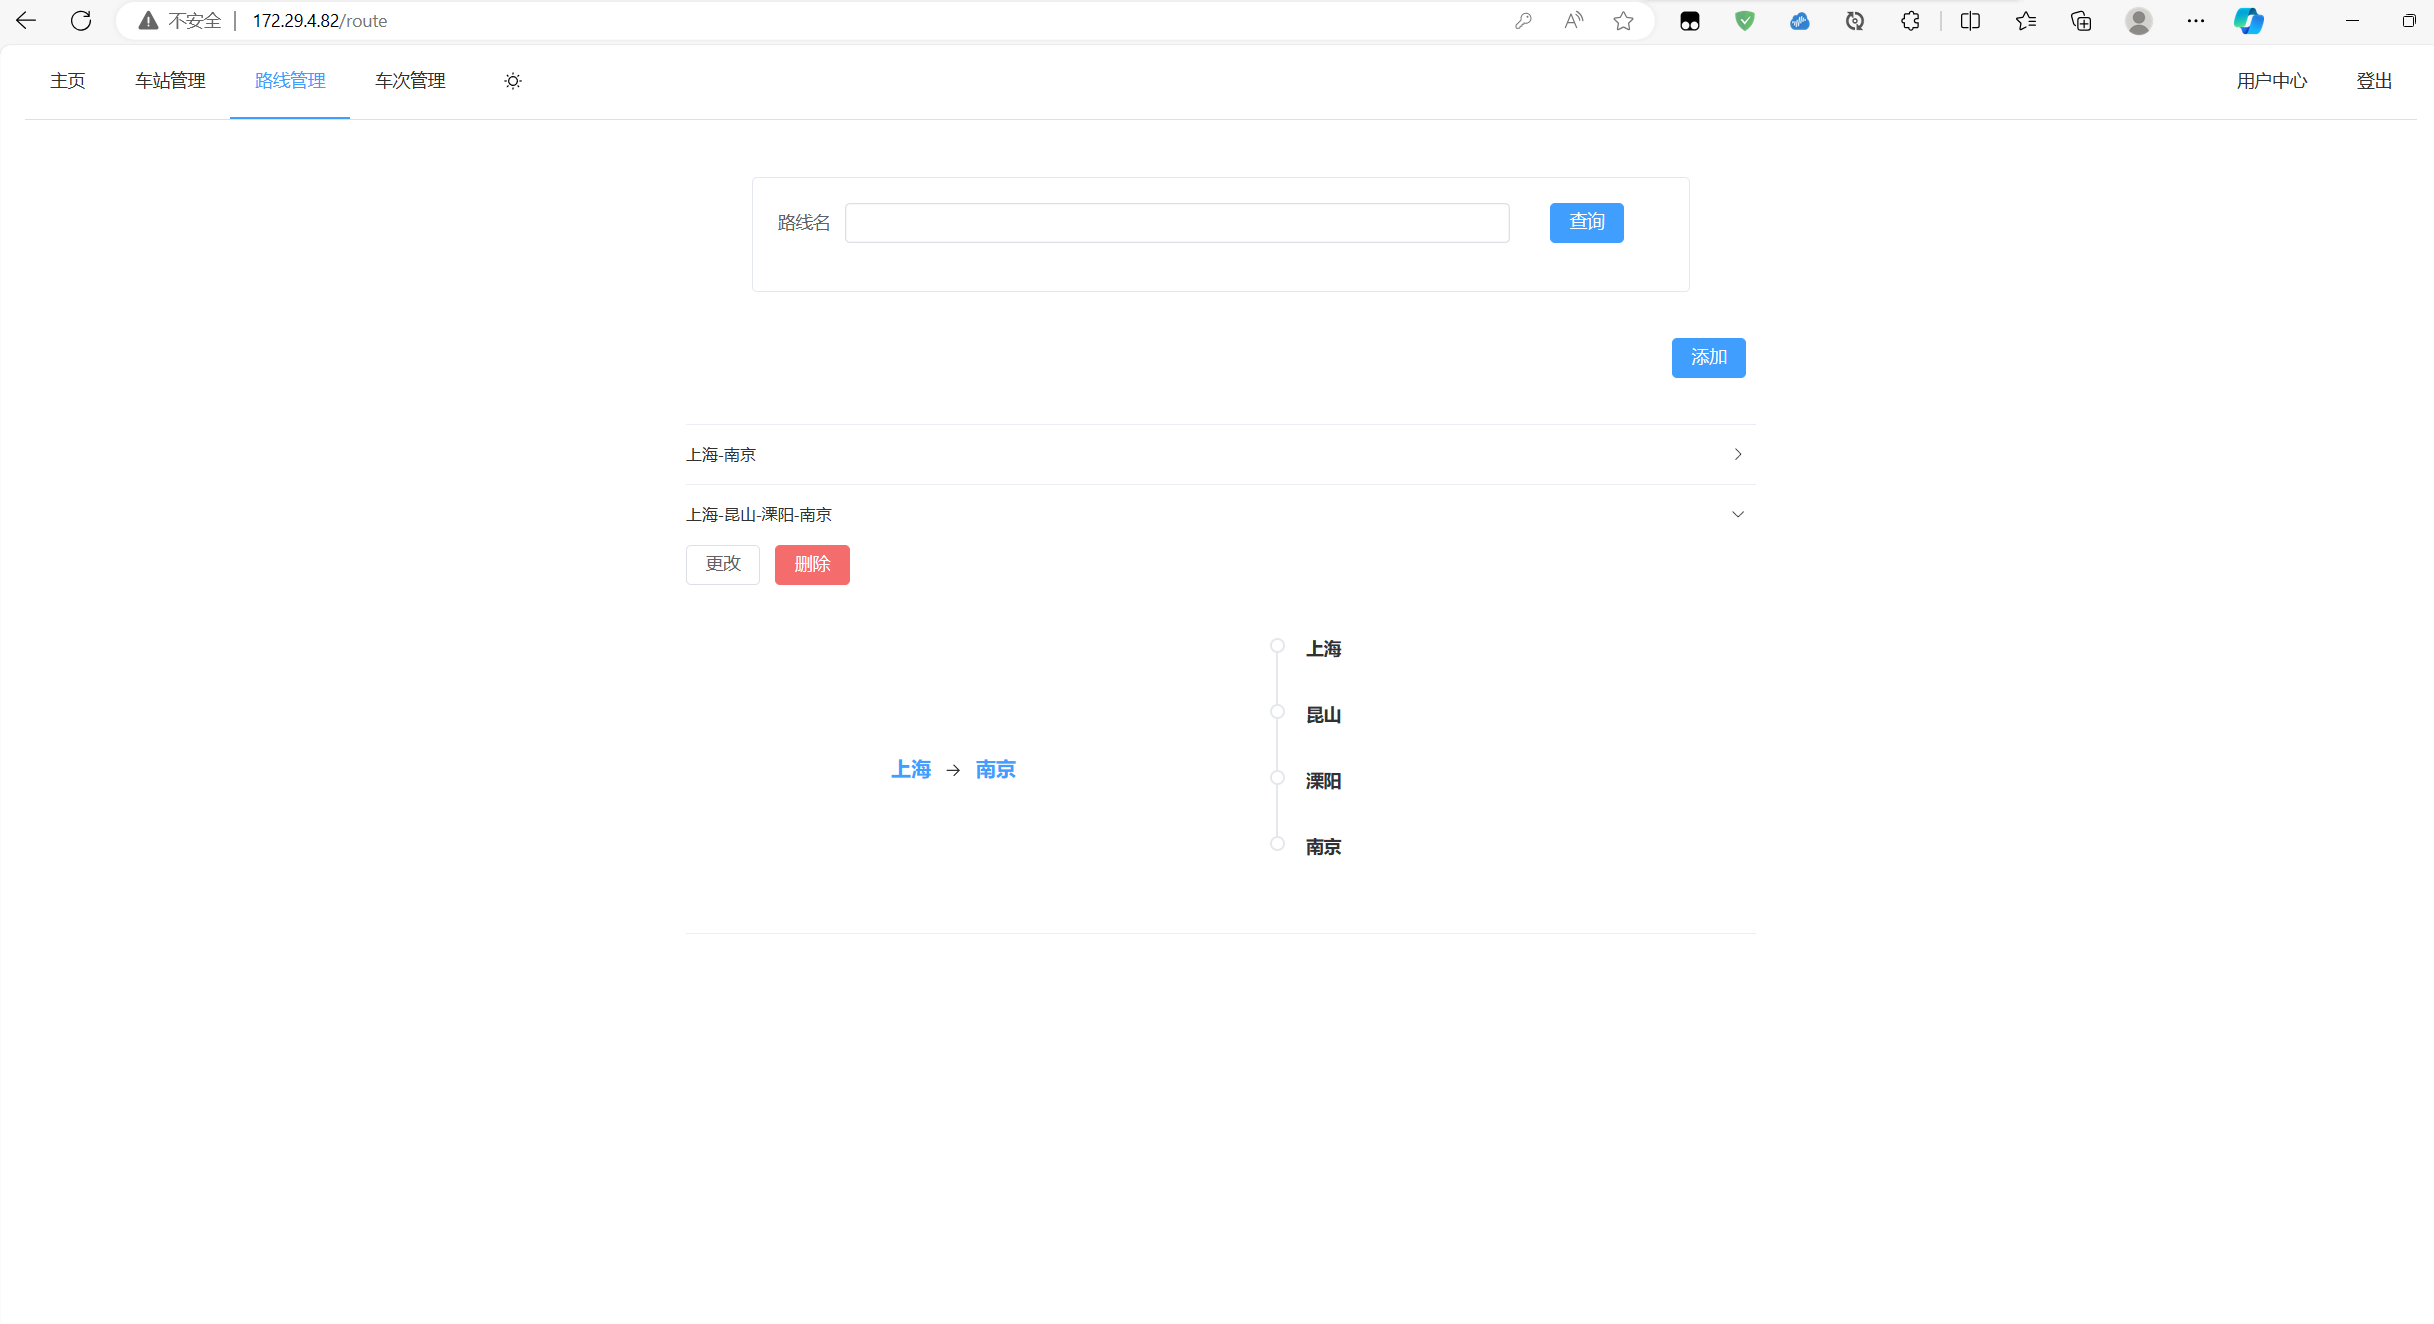 不安全 172.29.4.82/route
主页 车站管理 路线管理 车次管理 用户中心 登出
路线名 查询
添加
上海-南京
上海-昆山-溧阳-南京
更改 删除
上海
昆山
上海 → 南京
溧阳
南京